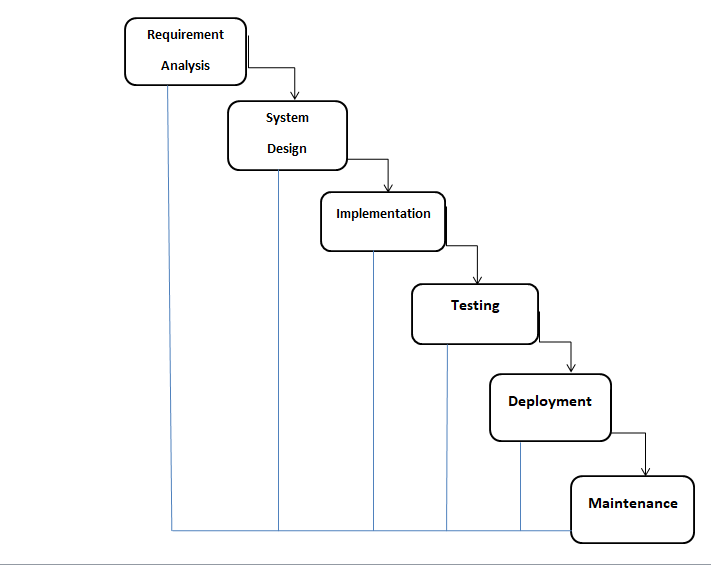 Requirement
Analysis
System
Design
Implementation
Testing
Deployment
Maintenance